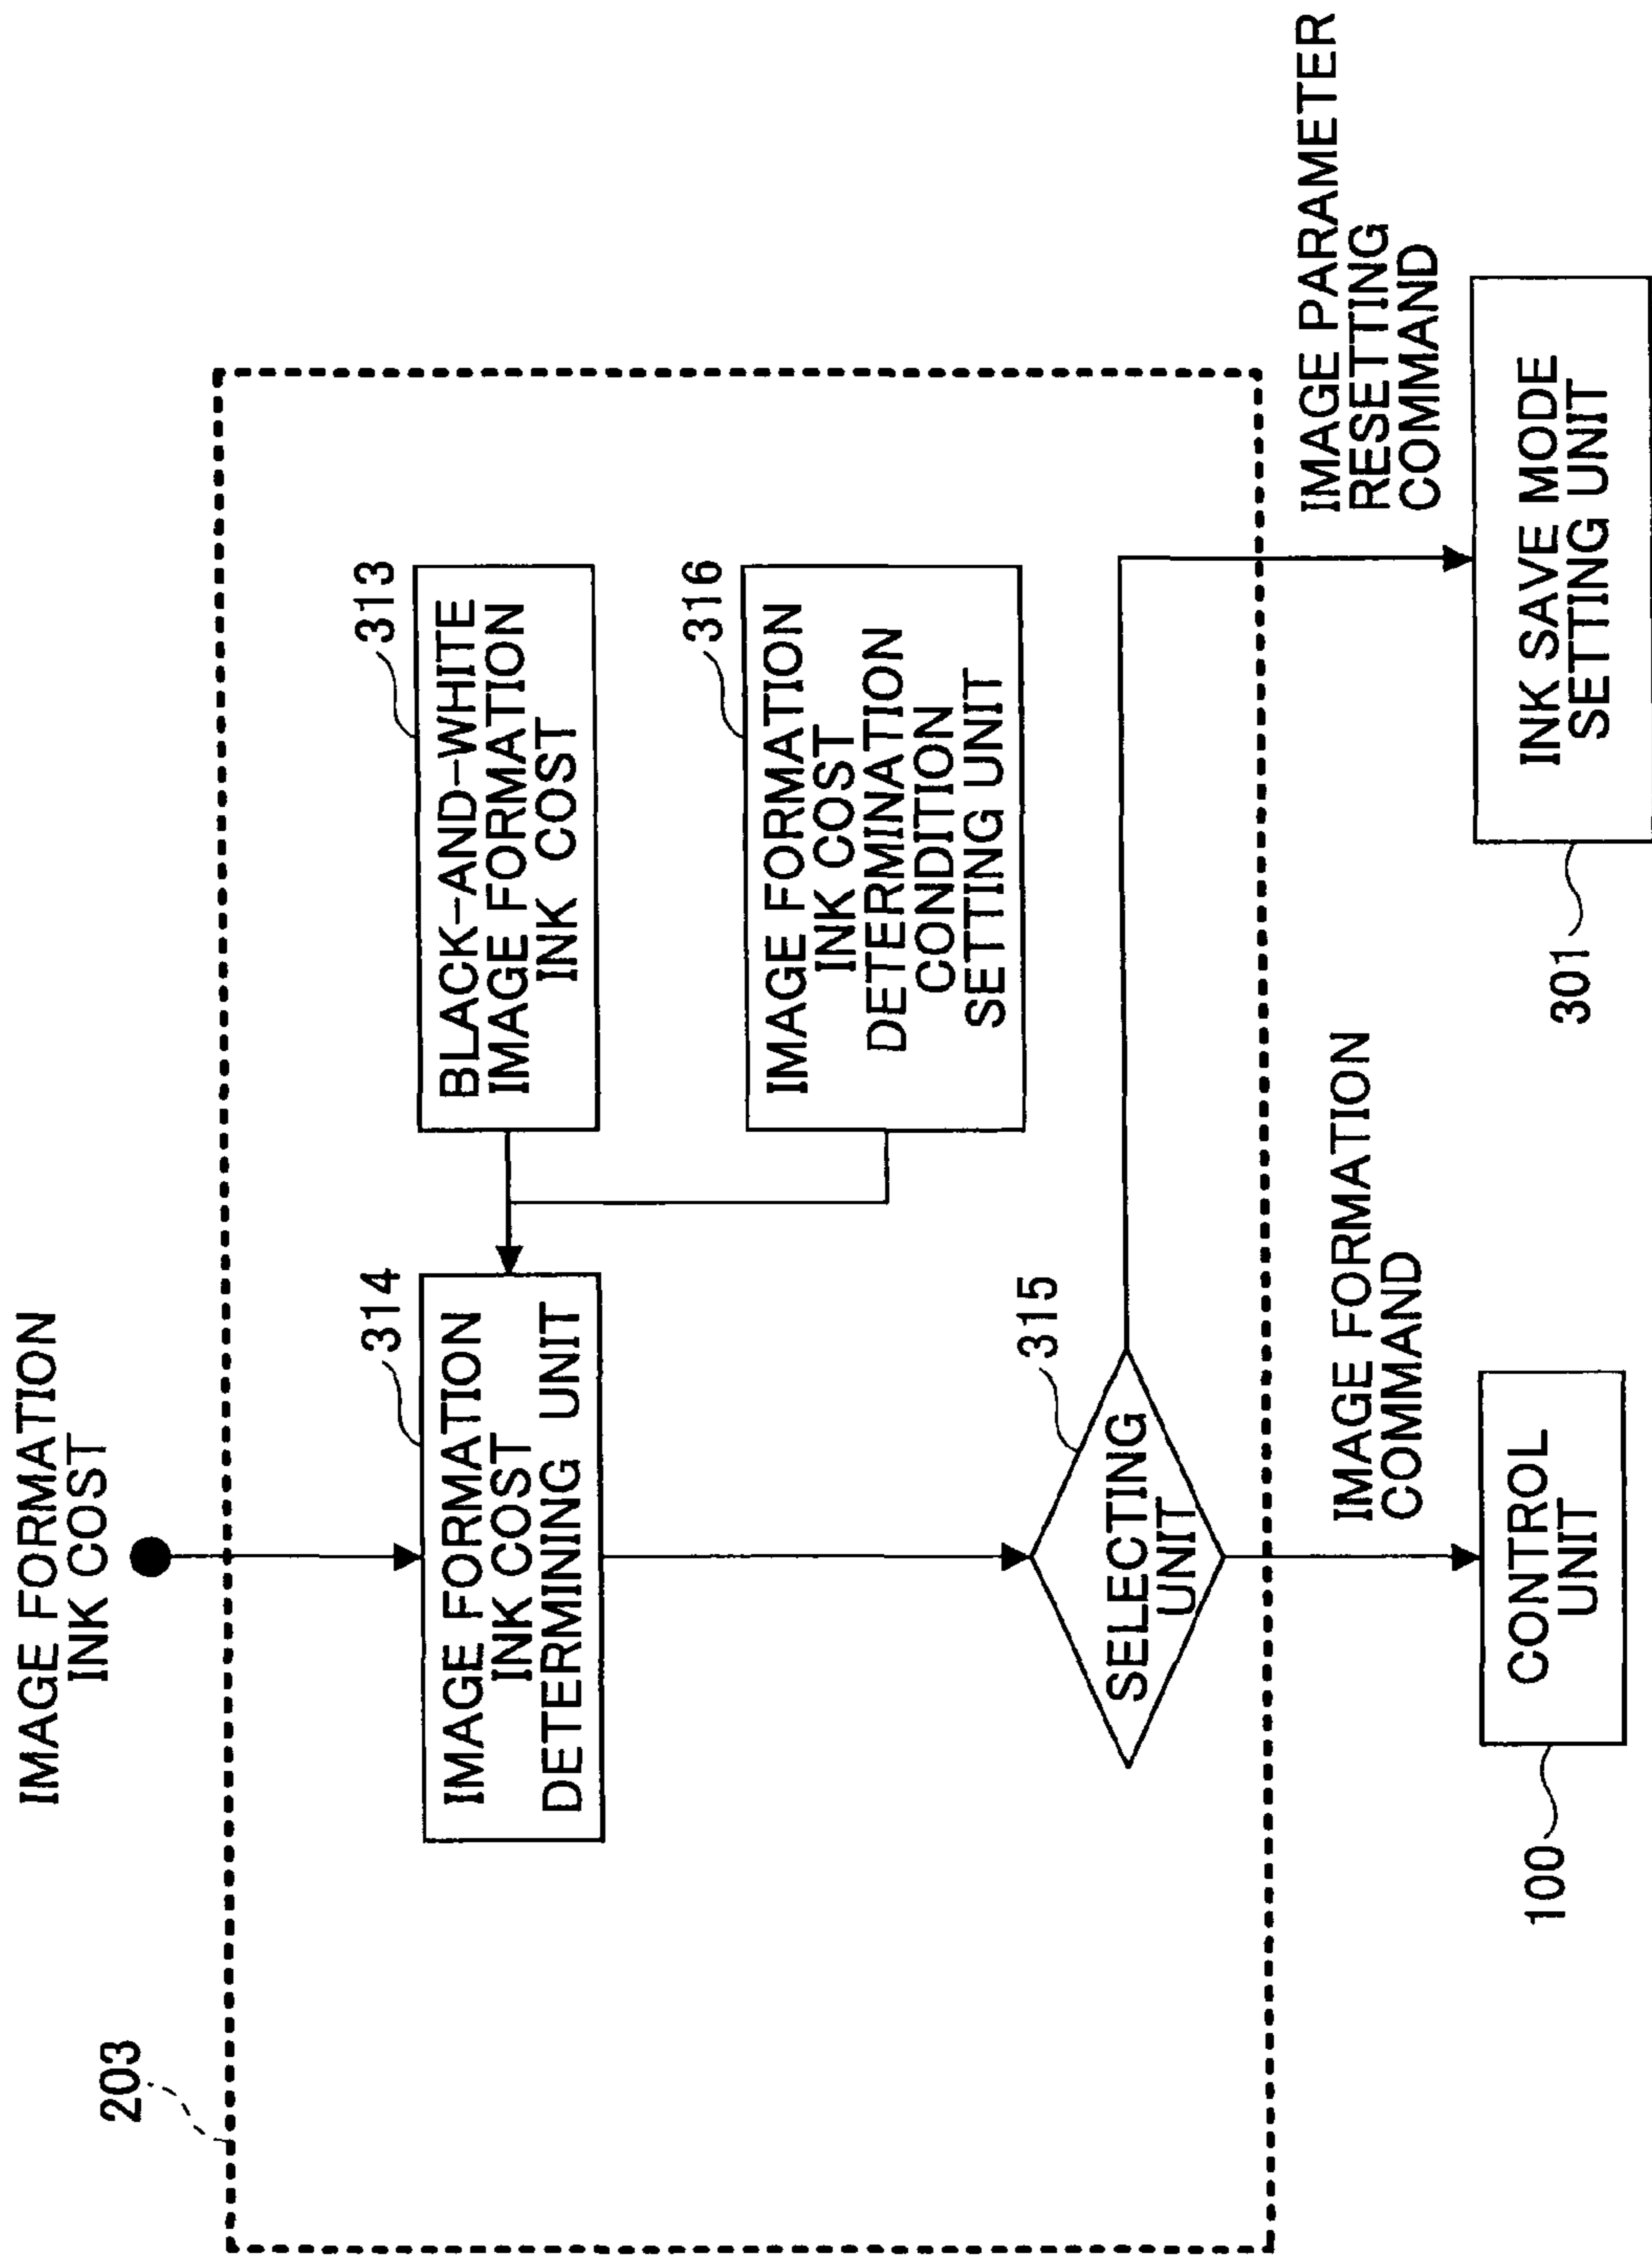 IMAGE FORMATION
INK COST
203
314
IMAGE FORMATION
INK COST
DETERMINING UNIT
313
BLACK-AND-WHITE
IMAGE FORMATION
INK COST
316
IMAGE FORMATION
INK COST
DETERMINATION
CONDITION
SETTING UNIT
315
SELECTING
UNIT
IMAGE FORMATION
COMMAND
IMAGE PARAMETER
RESETTING
COMMAND
100
CONTROL
UNIT
301
INK SAVE MODE
SETTING UNIT